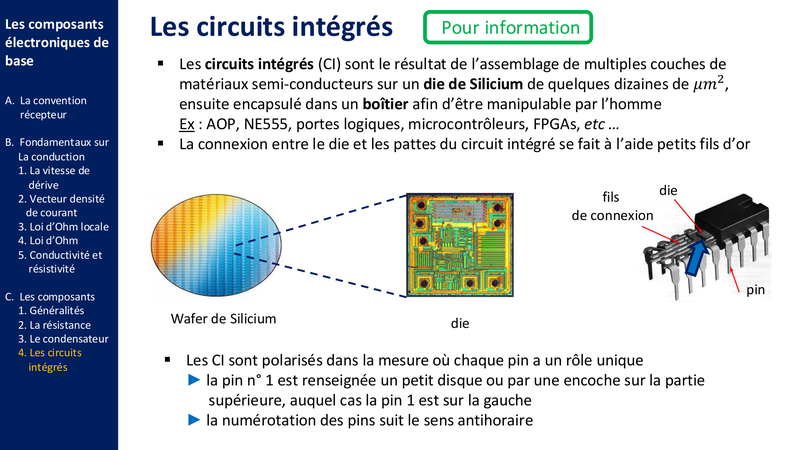 Les composants
électroniques de
base
A. La convention
récepteur
B. Fondamentaux sur
La conduction
1. La vitesse de
dérive
2. Vecteur densité
de courant
3. Loi d’Ohm locale
4. Loi d’Ohm
5. Conductivité et
résistivité
C. Les composants
1. Généralités
2. La résistance
3. Le condensateur
4. Les circuits
intégrés
Les circuits intégrés
Pour information
▪ Les circuits intégrés (CI) sont le résultat de l’assemblage de multiples couches de
matériaux semi-conducteurs sur un die de Silicium de quelques dizaines de μm²,
ensuite encapsulé dans un boîtier afin d’être manipulable par l’homme
Ex : AOP, NE555, portes logiques, microcontrôleurs, FPGAs, etc …
▪ La connexion entre le die et les pattes du circuit intégré se fait à l’aide petits fils d’or
fils
de connexion
die
pin
Wafer de Silicium
die
▪ Les CI sont polarisés dans la mesure où chaque pin a un rôle unique
► la pin n° 1 est renseignée un petit disque ou par une encoche sur la partie
supérieure, auquel cas la pin 1 est sur la gauche
► la numérotation des pins suit le sens antihoraire